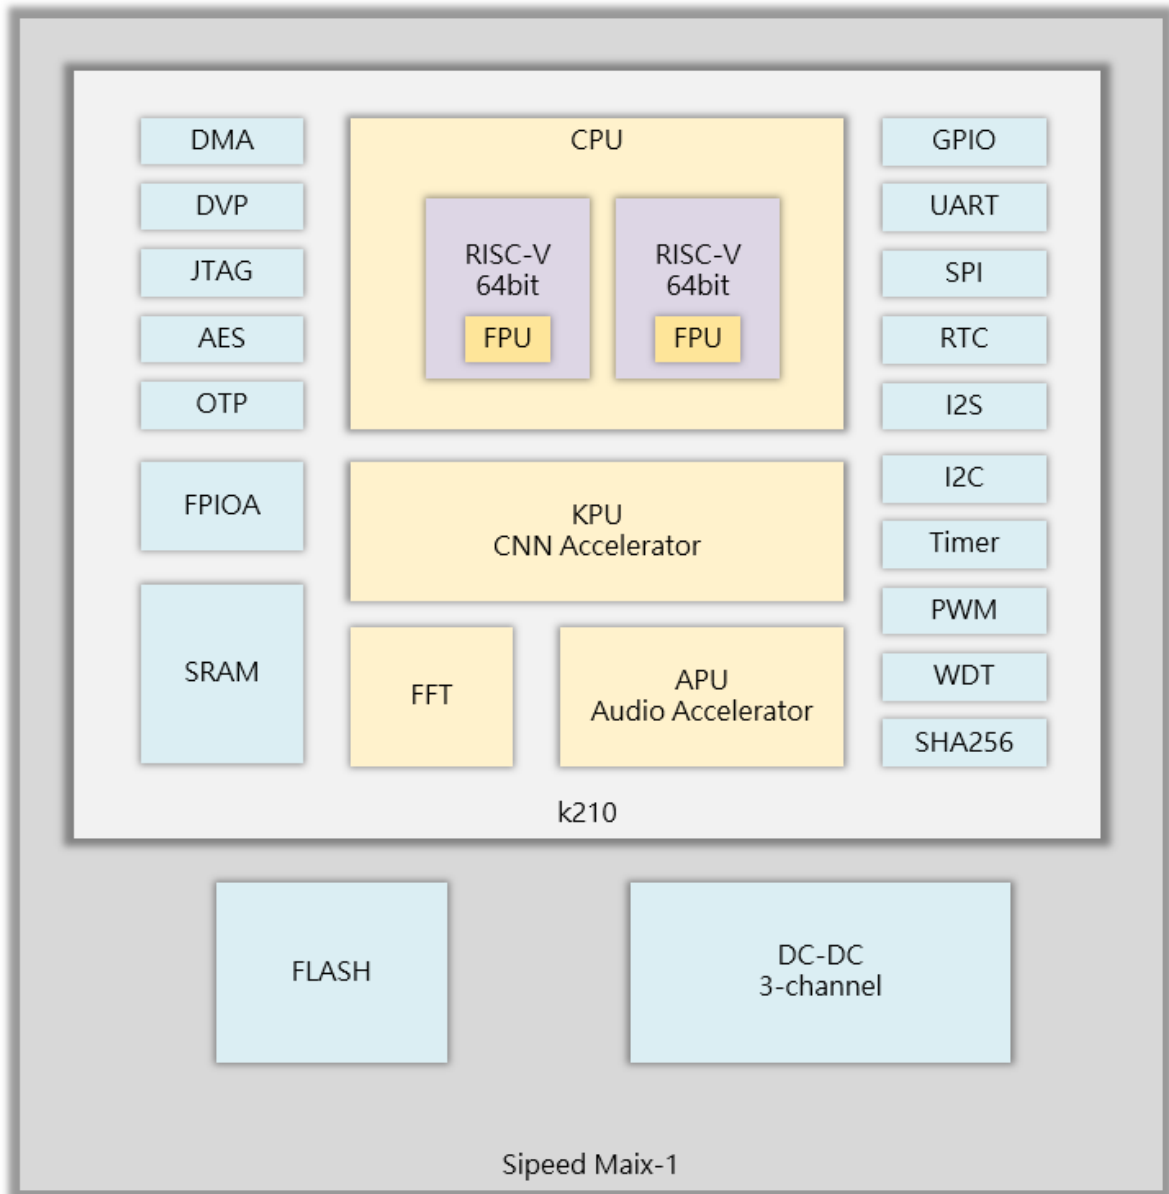 DMA
DVP
JTAG
AES
OTP
FPIOA
SRAM
CPU
RISC-V
64bit
FPU
RISC-V
64bit
FPU
KPU
CNN Accelerator
FFT
APU
Audio Accelerator
GPIO
UART
SPI
RTC
I2S
I2C
Timer
PWM
WDT
SHA256
k210
FLASH
DC-DC
3-channel
Sipeed Maix-1